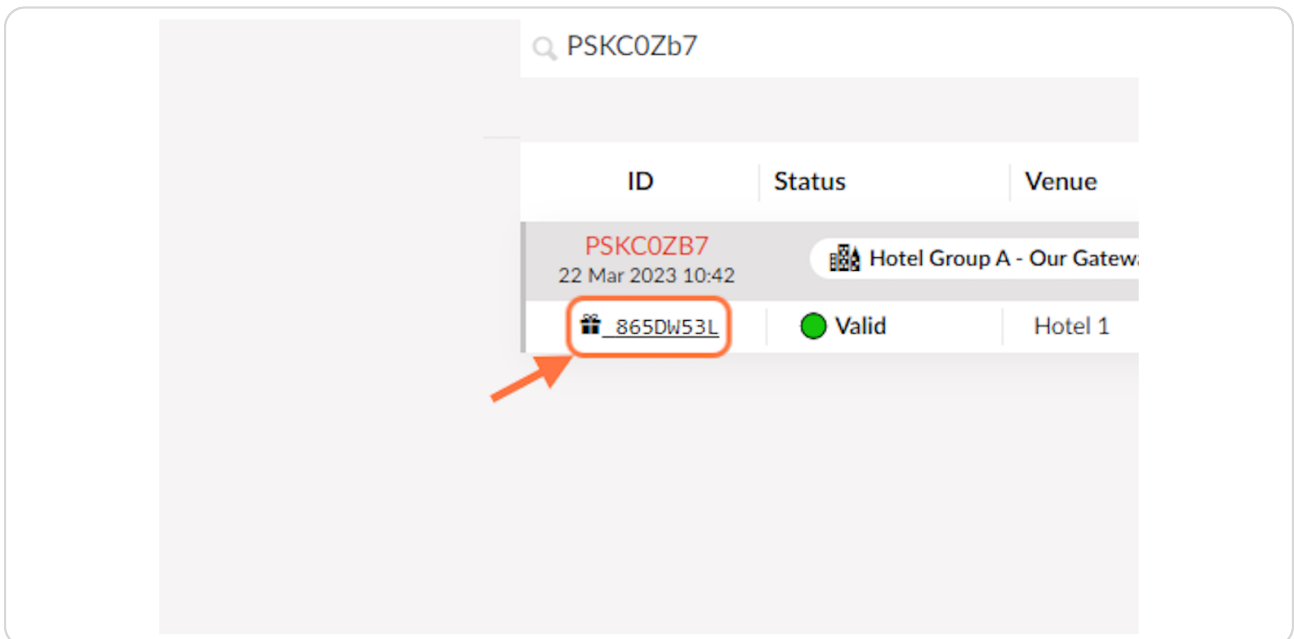 PSKC0Zb7
ID Status Venue
PSKC0ZB7
22 Mar 2023 10:42
Hotel Group A - Our Gatew
865DW53L Valid Hotel 1